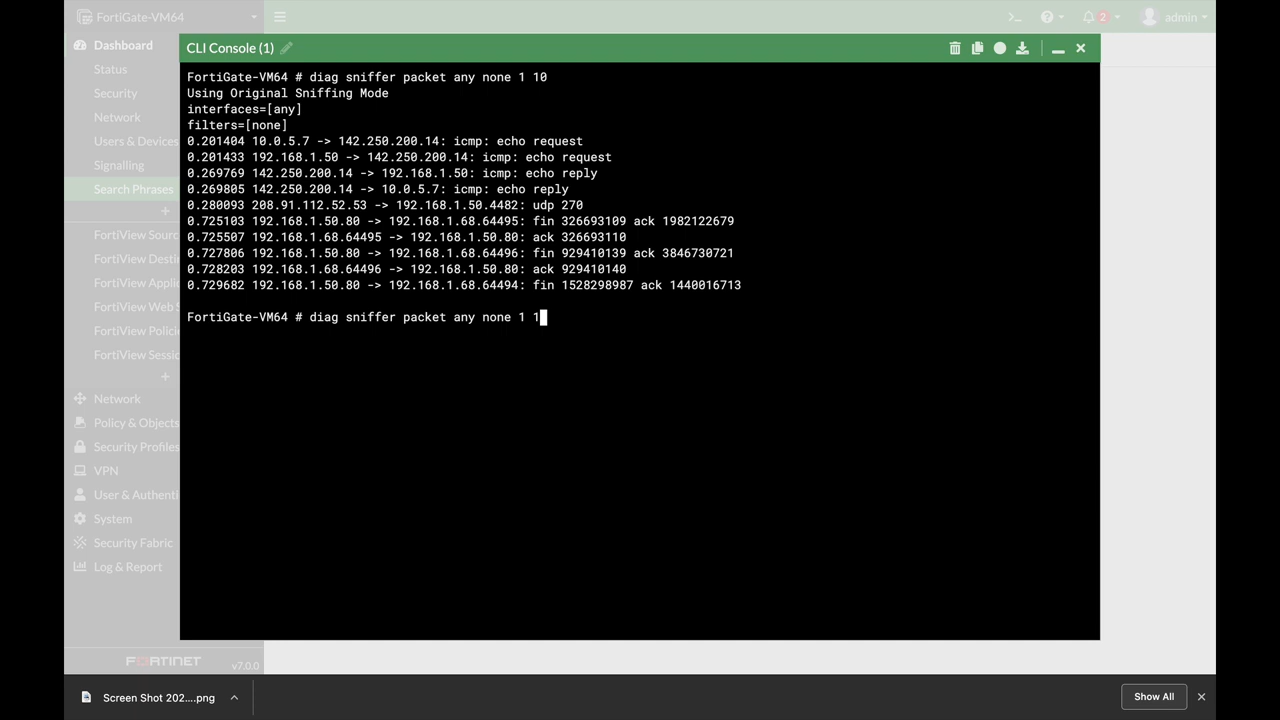 FortiGate-VM64
2
admin
CLI Console (1)
Dashboard
Status
Security
Network
Users & Devices
Signalling
Search Phrases
FortiView
FortiView
FortiView
FortiView Web
FortiView
FortiView
Network
Policy & Objects
Security Profiles
VPN
User &
System
Security Fabric
Log & Report
FortiGate-VM64 # diag sniffer packet any none 1 10
Using Original Sniffing Mode
interfaces=[any]
filters=[none]
0.201404 10.0.5.7 -> 142.250.200.14: icmp: echo request
0.201433 192.168.1.50 -> 142.250.200.14: icmp: echo request
0.269769 142.250.200.14 -> 192.168.1.50: icmp: echo reply
0.269805 142.250.200.14 -> 10.0.5.7: icmp: echo reply
0.280093 208.91.112.52.53 -> 192.168.1.50.4482: udp 270
0.725103 192.168.1.50.80 -> 192.168.1.68.64495: fin 326693109 ack 1982122679
0.725507 192.168.1.68.64495 -> 192.168.1.50.80: ack 326693110
0.727806 192.168.1.50.80 -> 192.168.1.68.64496: fin 929410139 ack 3846730721
0.728203 192.168.1.68.64496 -> 192.168.1.50.80: ack 929410140
0.729682 192.168.1.50.80 -> 192.168.1.68.64494: fin 1528298987 ack 1440016713
FortiGate-VM64 # diag sniffer packet any none 1 1
FORTINET v7.0.0
Screen Shot 202....png
Show All